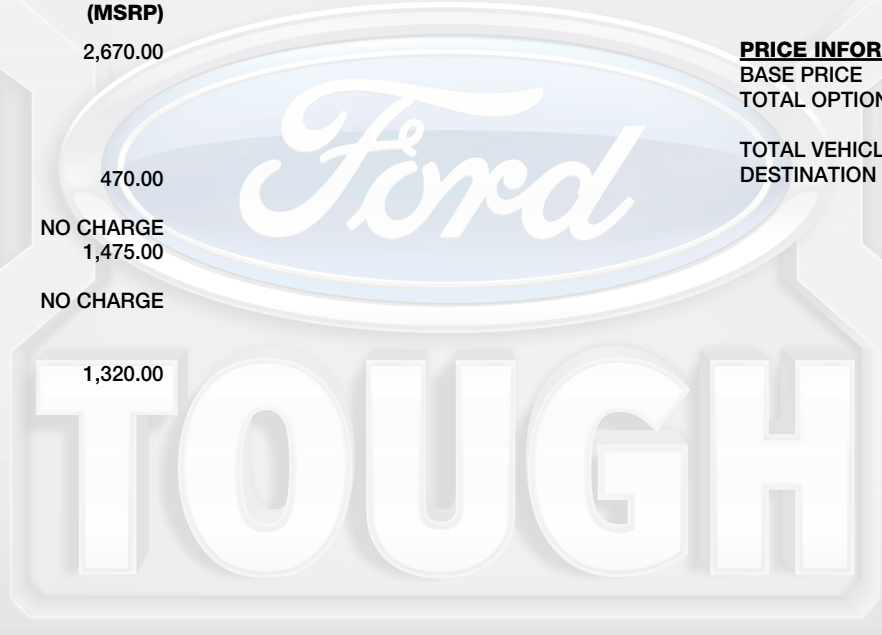 (MSRP)
2,670.00
470.00
NO CHARGE
1,475.00
NO CHARGE
1,320.00
PRICE INFOR
BASE PRICE
TOTAL OPTION
TOTAL VEHICL
DESTINATION
Ford
TOUGH